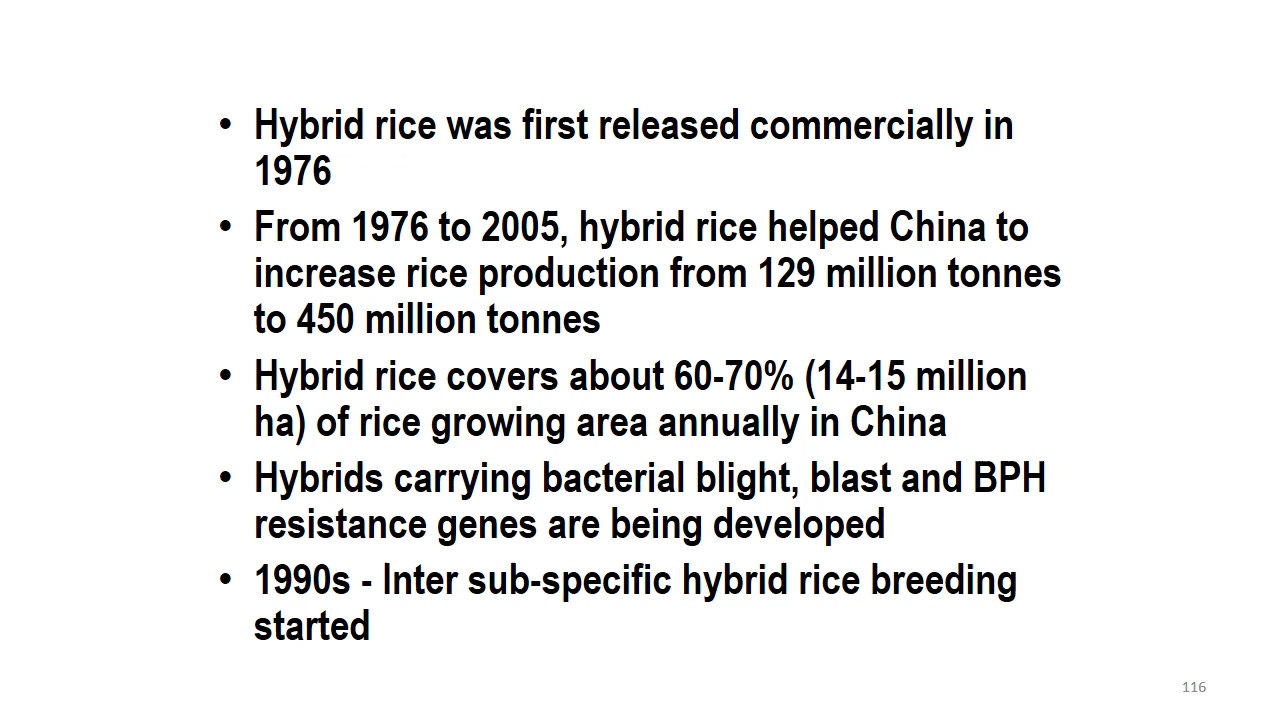 • Hybrid rice was first released commercially in
1976
• From 1976 to 2005, hybrid rice helped China to
increase rice production from 129 million tonnes
to 450 million tonnes
• Hybrid rice covers about 60-70% (14-15 million
ha) of rice growing area annually in China
• Hybrids carrying bacterial blight, blast and BPH
resistance genes are being developed
• 1990s - Inter sub-specific hybrid rice breeding
started
116